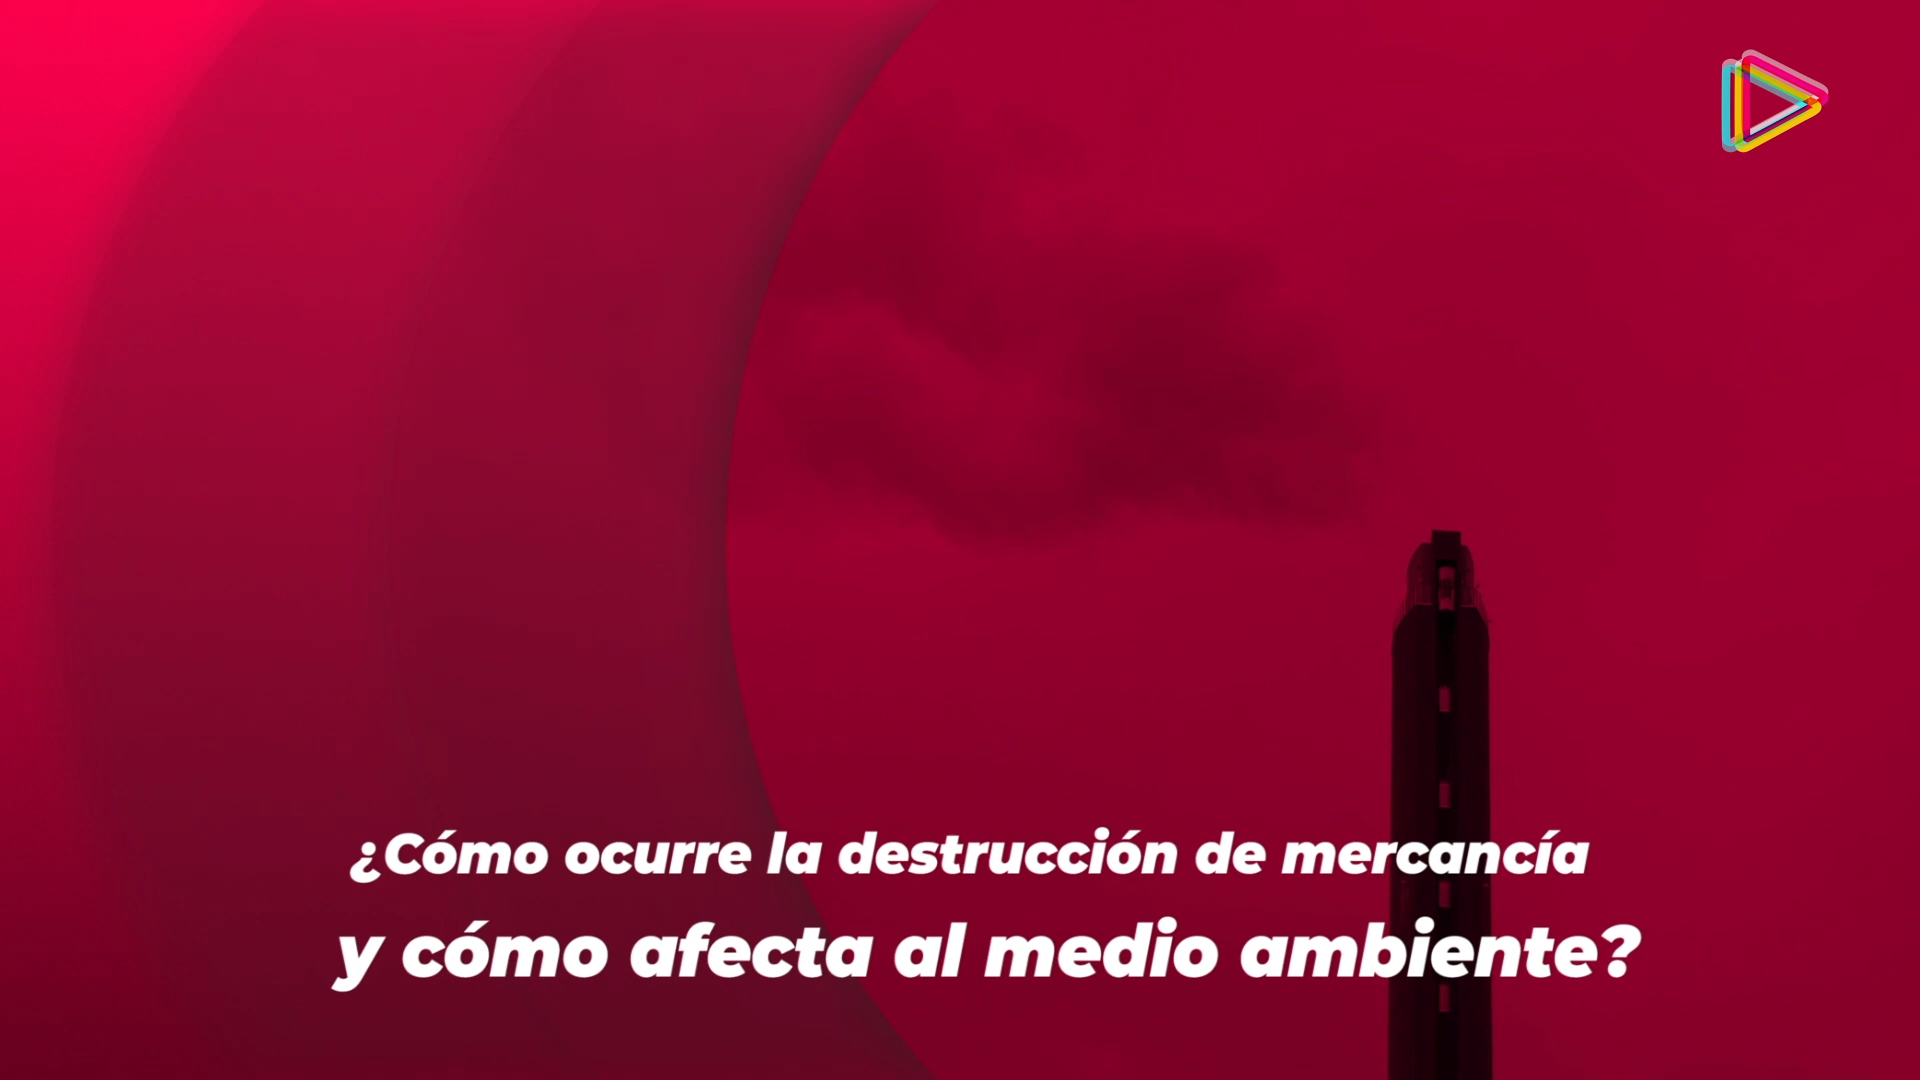 ¿Cómo ocurre la destrucción de mercancía
y cómo afecta al medio ambiente?